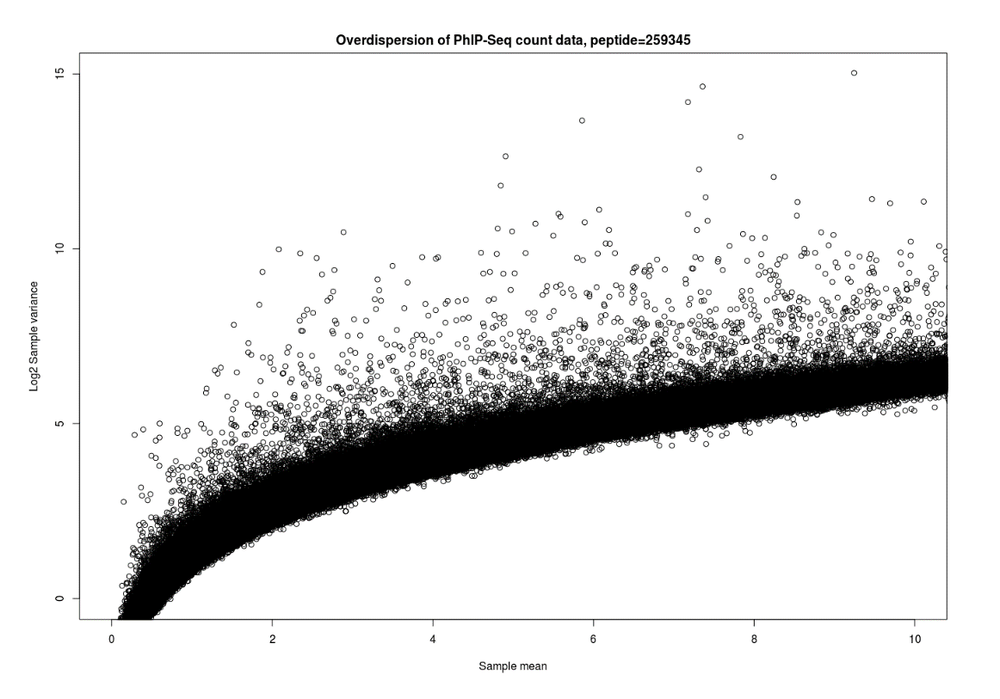 Overdispersion of PhIP-Seq count data, peptide=259345
15
10
5
0
Log2 Sample variance
0 2 4 6 8 10
Sample mean